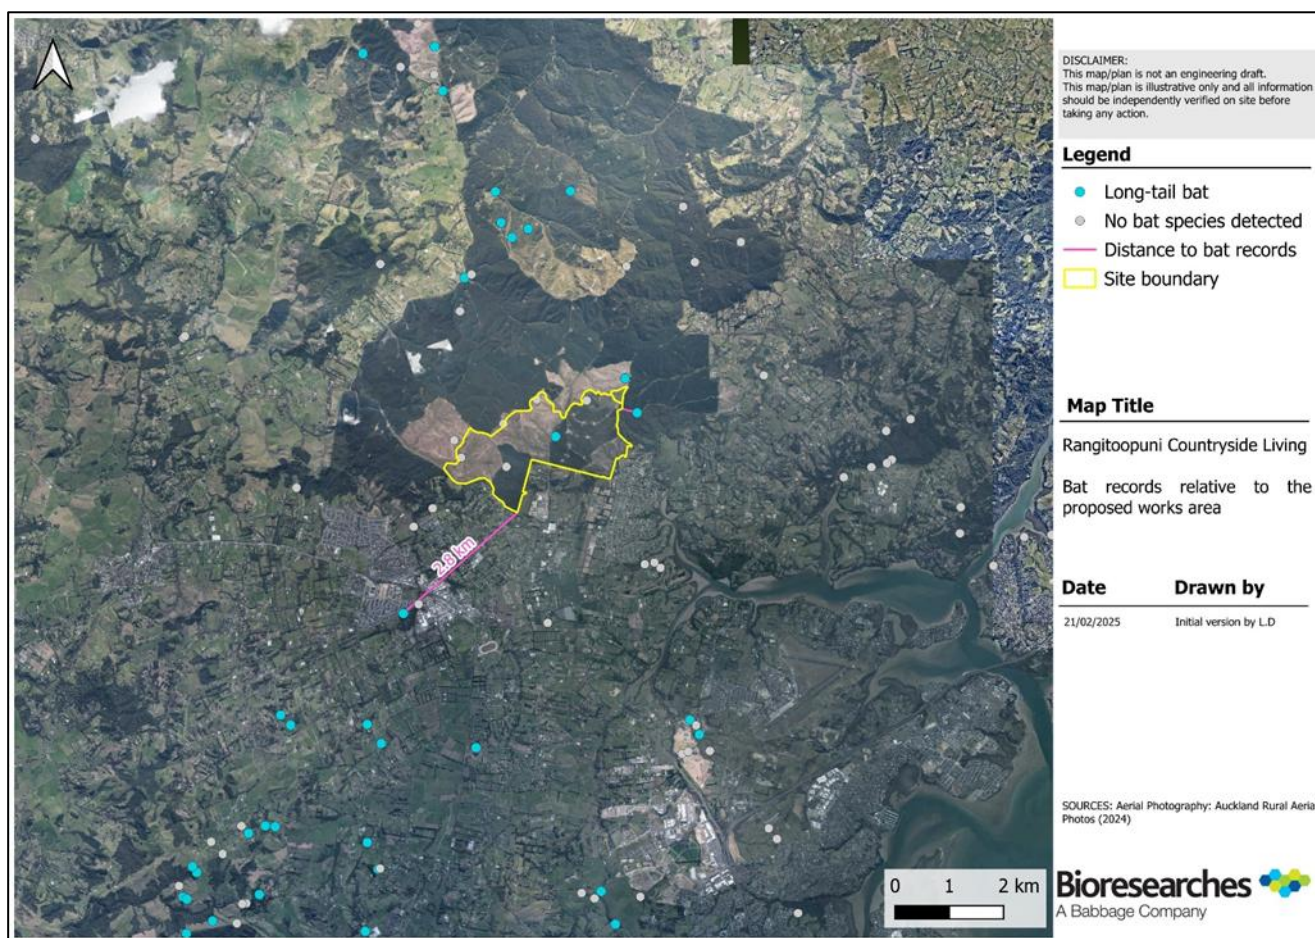 DISCLAIMER:
This map/plan is not an engineering draft.
This map/plan is illustrative only and all information
should be independently verified on site before
taking any action.
Legend
Long-tail bat
No bat species detected
Distance to bat records
Site boundary
Map Title
Rangitoopuni Countryside Living
Bat records relative to the
proposed works area
Date Drawn by
21/02/2025 Initial version by L.D
SOURCES: Aerial Photography: Auckland Rural Aeria
Photos (2024)
2.8 km
0 1 2 km
Bioresearches
A Babbage Company